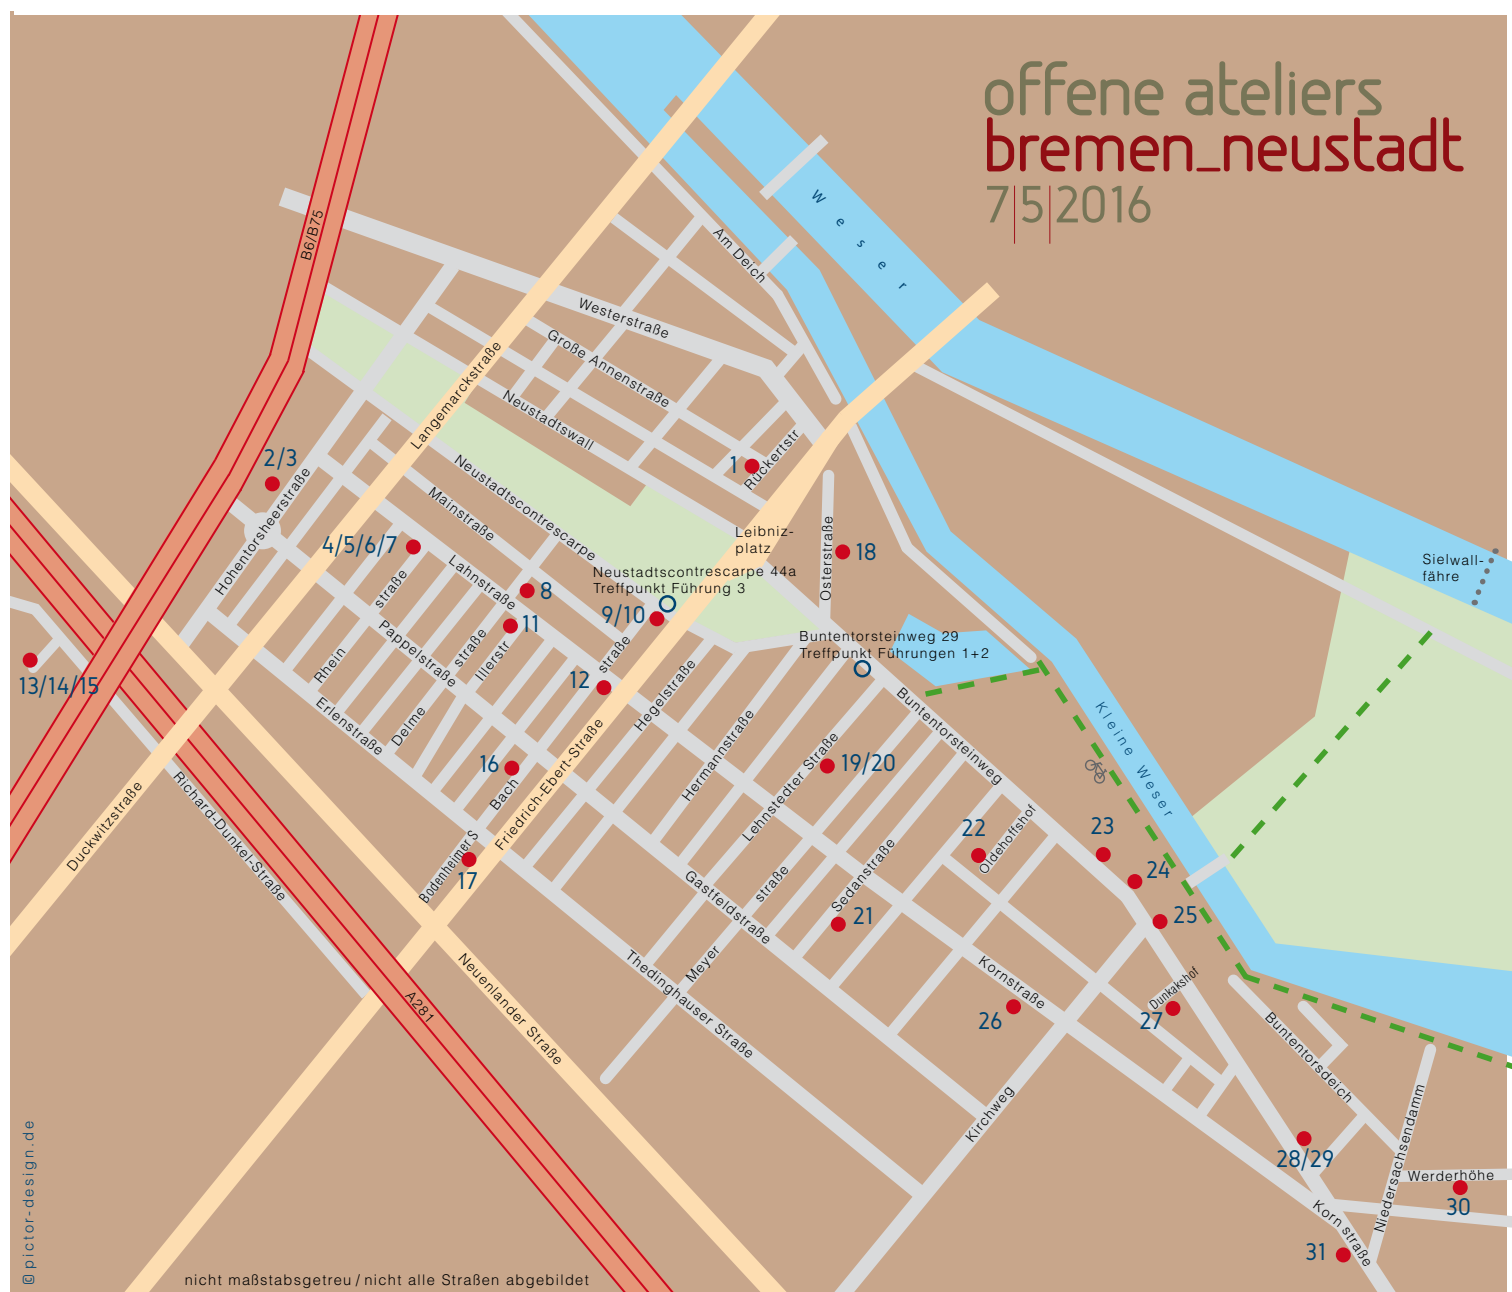 offene ateliers
bremen_neustadt
7|5|2016
B6/B75
Weser
Am Deich
Westerstraße
Große Annenstraße
Langemarckstraße
Neustadtswall
Rückertstr
1
2/3
Hohentorsheerstraße
Neustadtscontrescarpe
Mainstraße
Leibniz-
platz
Osterstraße
18
Sielwall-
fähre
4/5/6/7
Lahnstraße
straße
8
Neustadtscontrescarpe 44a
Treffpunkt Führung 3
9/10
11
Illerstr
straße
straße
Pappelstraße
Rhein
Buntentorsteinweg 29
Treffpunkt Führungen 1+2
13/14/15
12
Hegelstraße
Erlenstraße
Delme
Buntentorsteinweg
Kleine Weser
Hermannstraße
Lehnstedter Straße
19/20
16
Bach
Friedrich-Ebert-Straße
Duckwitzstraße
Richard-Dunkel-Straße
Bodenheimer S
17
22
Oldehoffshof
23
24
25
Sedanstraße
21
straße
Gastfeldstraße
Meyer
Thedinghauser Straße
Neuenlander Straße
A281
Kornstraße
26
Dunkakshof
27
Buntentorsdeich
Kirchweg
Niedersachsendamm
28/29
Werderhöhe
30
Korn straße
31
© pictor-design.de
nicht maßstabsgetreu / nicht alle Straßen abgebildet